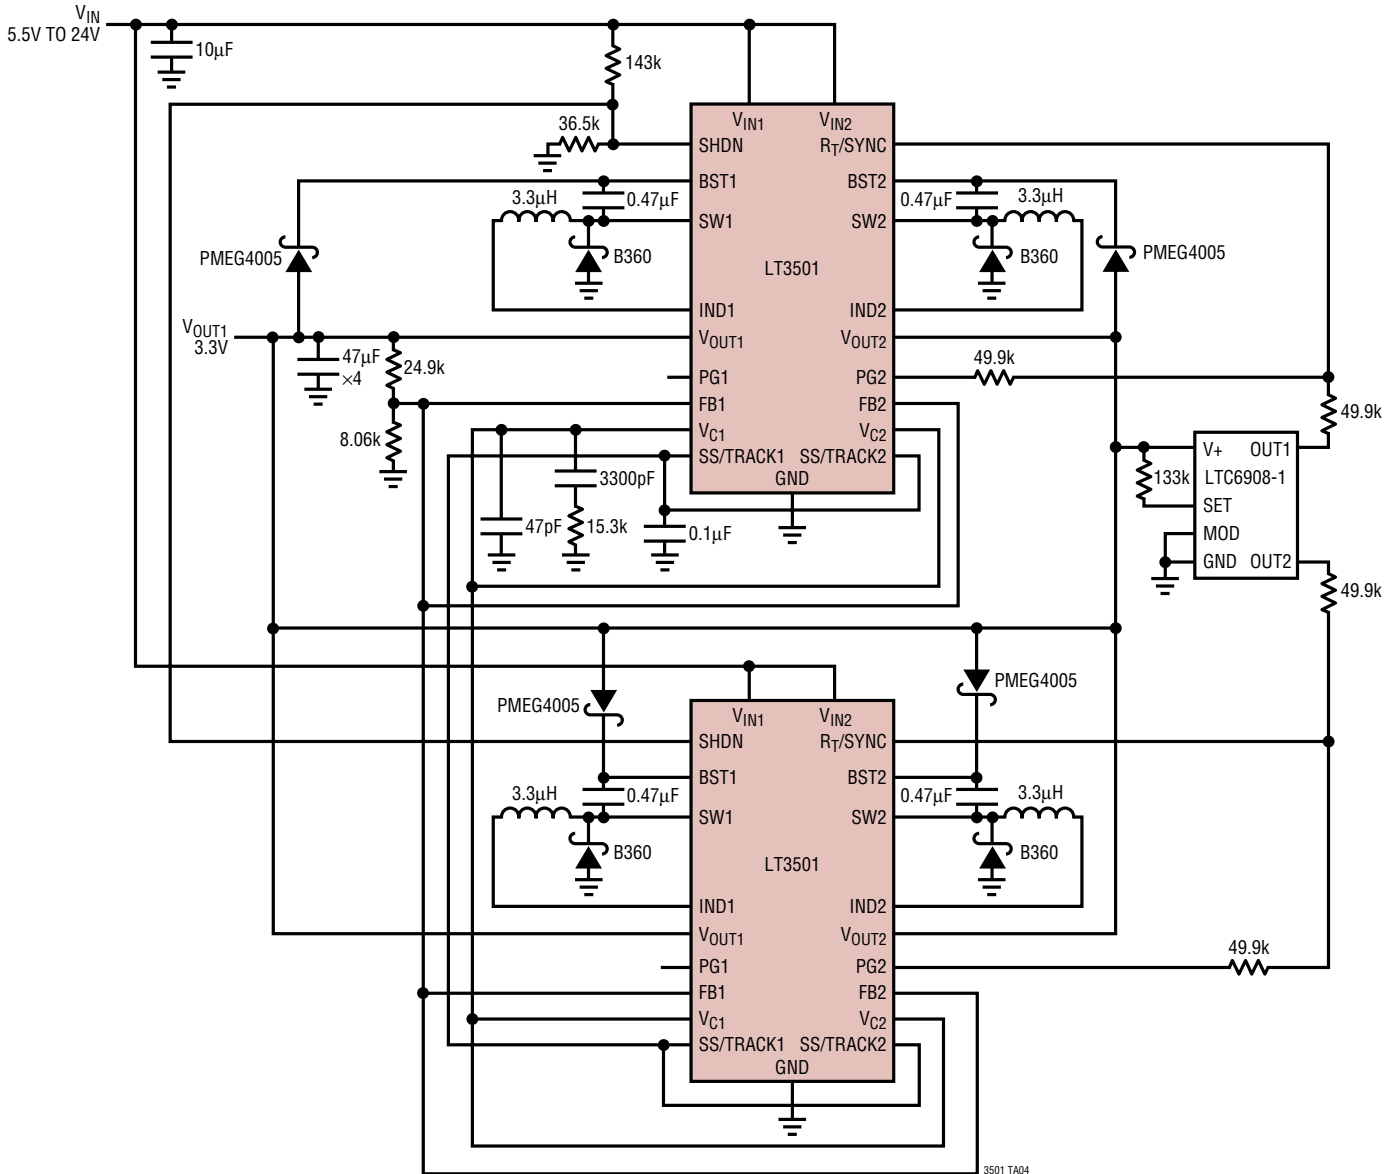 VIN
5.5V TO 24V
10µF
143k
36.5k
VIN1
VIN2
SHDN
RT/SYNC
BST1
BST2
3.3µH
0.47µF
0.47µF
3.3µH
SW1
SW2
PMEG4005
B360
LT3501
B360
PMEG4005
IND1
IND2
VOUT1
3.3V
VOUT1
VOUT2
47µF
×4
24.9k
PG1
PG2
49.9k
49.9k
FB1
FB2
8.06k
VC1
VC2
SS/TRACK1
SS/TRACK2
GND
3300pF
47pF
15.3k
0.1µF
V+
OUT1
133k
LTC6908-1
SET
MOD
GND
OUT2
49.9k
PMEG4005
PMEG4005
VIN1
VIN2
SHDN
RT/SYNC
BST1
BST2
3.3µH
0.47µF
0.47µF
3.3µH
SW1
SW2
B360
LT3501
B360
IND1
IND2
VOUT1
VOUT2
PG1
PG2
49.9k
FB1
FB2
VC1
VC2
SS/TRACK1
SS/TRACK2
GND
3501 TA04